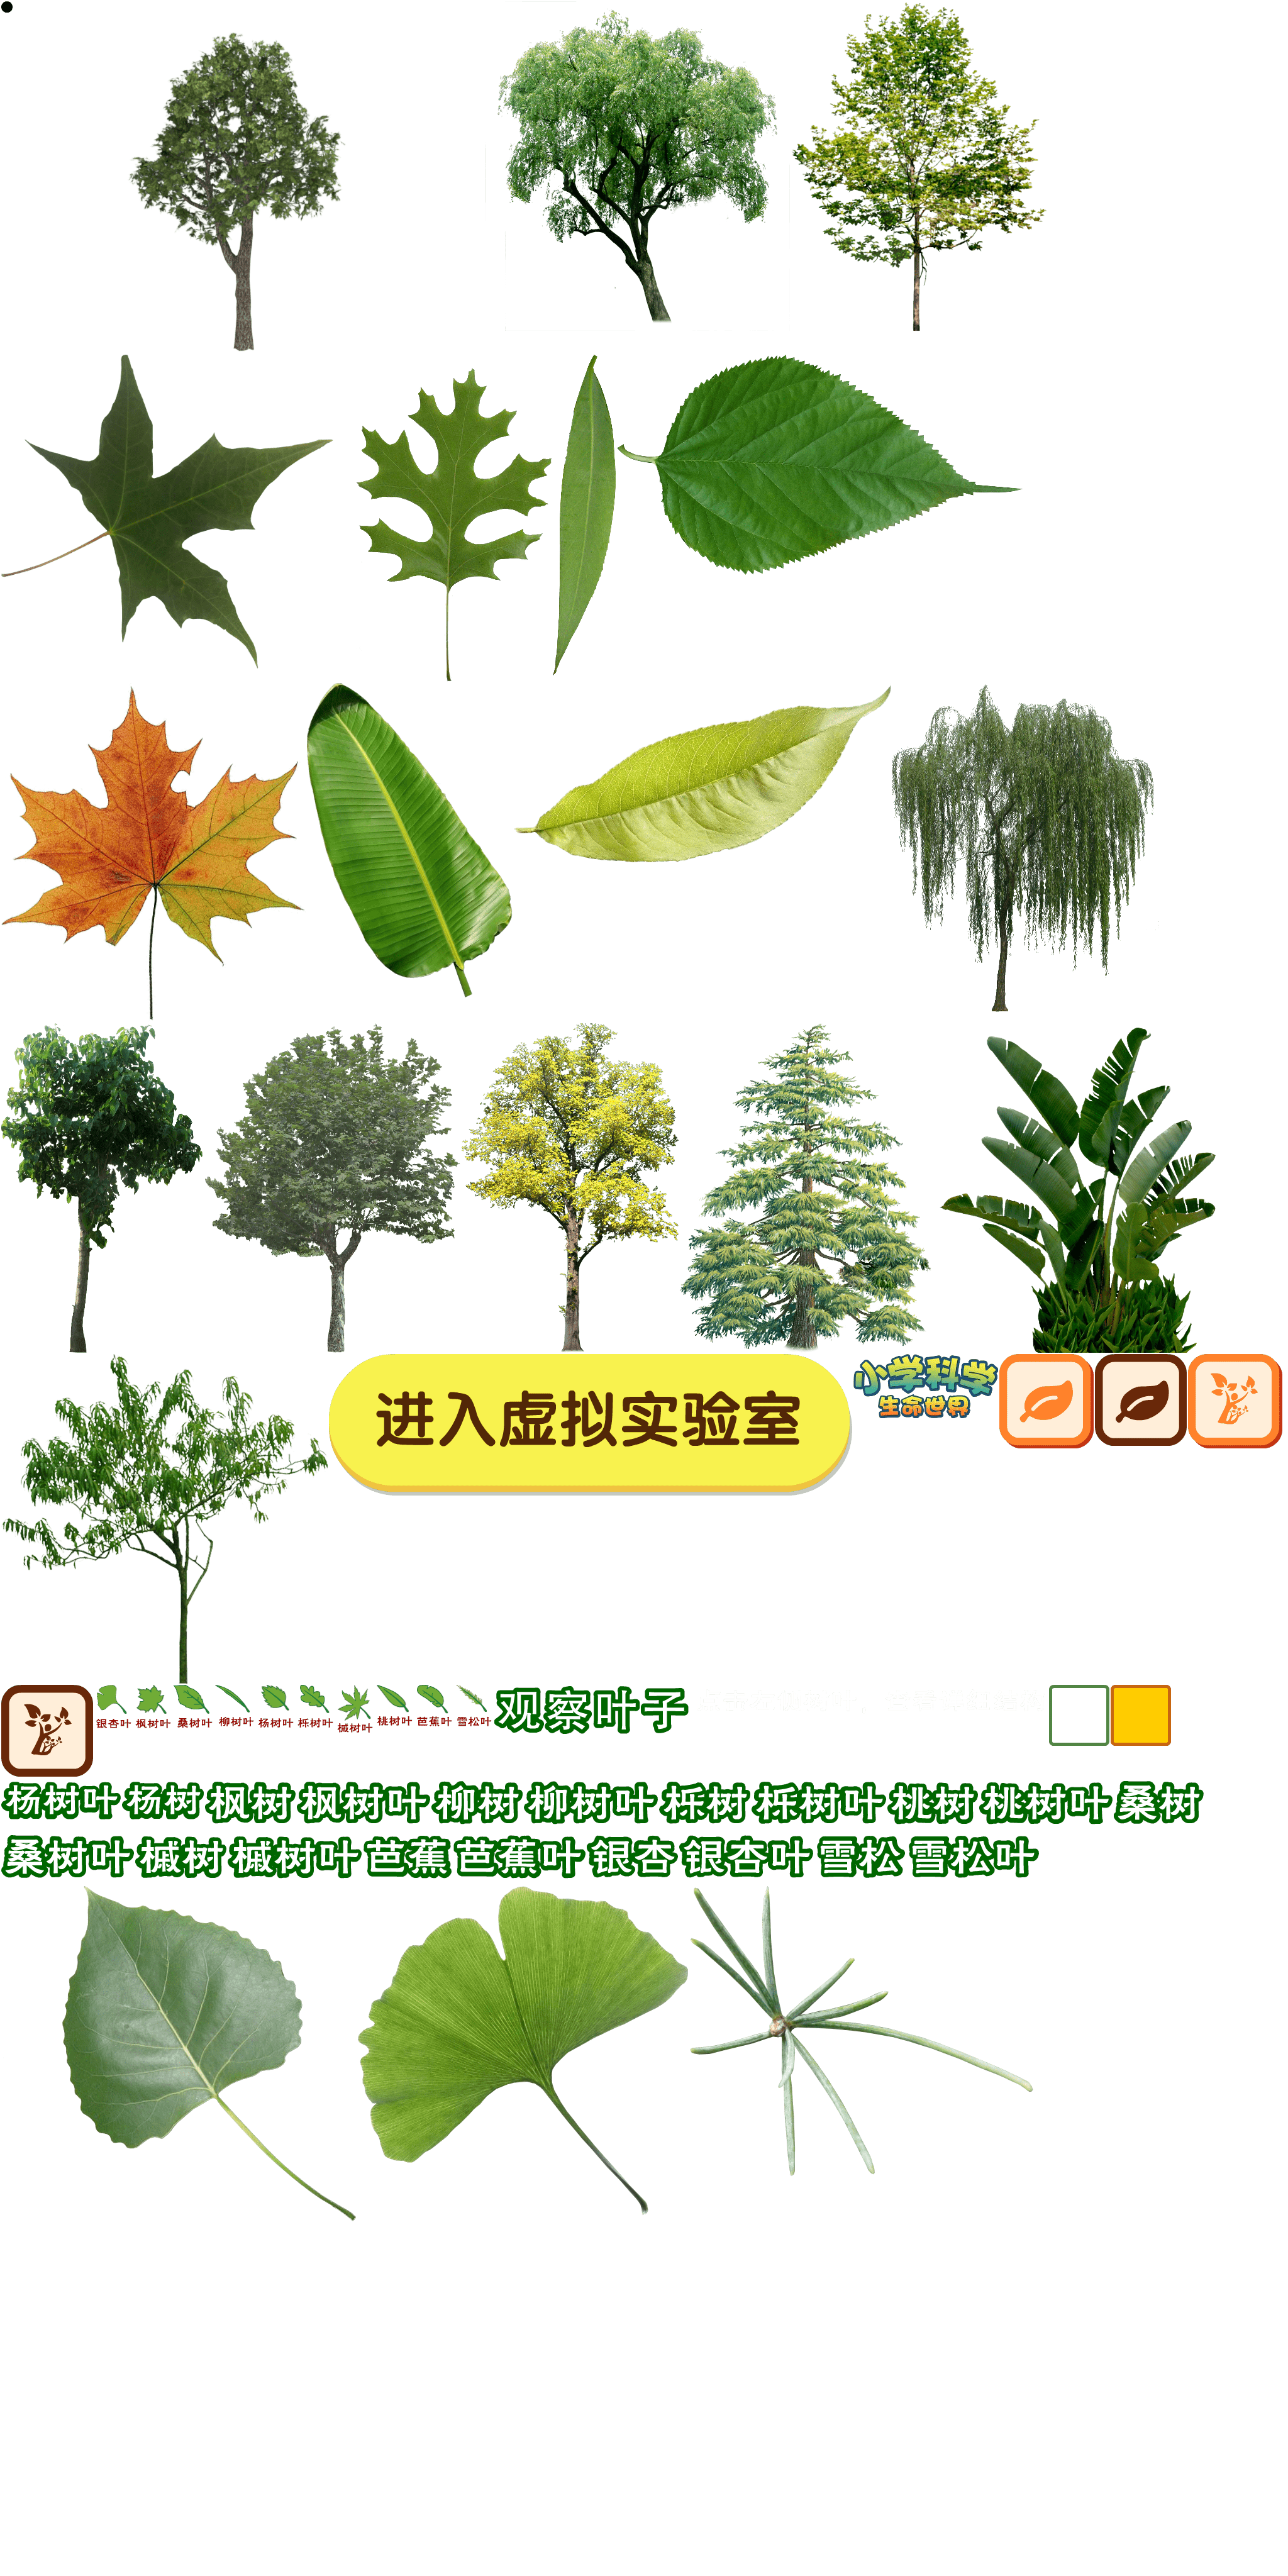 进入虚拟实验室
小学科学
生命世界
银杏叶 枫树叶 桑树叶 柳树叶 杨树叶 栎树叶 槭树叶 桃树叶 芭蕉叶 雪松叶
观察叶子
杨树叶 杨树 枫树 枫树叶 柳树 柳树叶 栎树 栎树叶 桃树 桃树叶 桑树
桑树叶 槭树 槭树叶 芭蕉 芭蕉叶 银杏 银杏叶 雪松 雪松叶